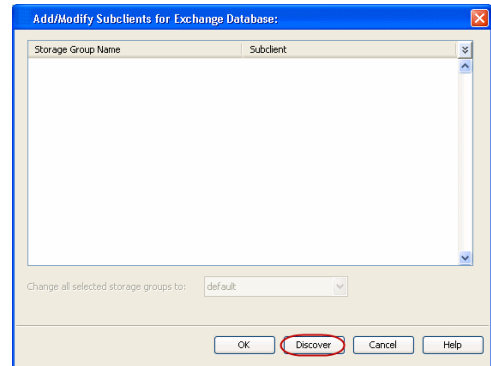 Add/Modify Subclients for Exchange Database:
Storage Group Name Subclient
Change all selected storage groups to: default
OK Discover Cancel Help